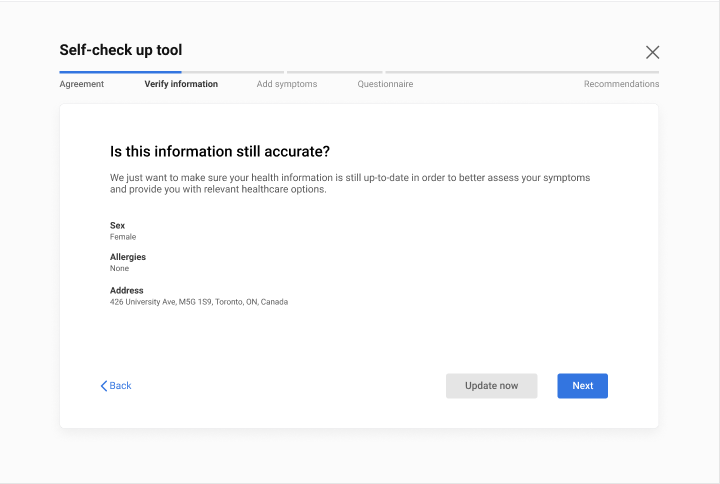 Self-check up tool
Agreement
Verify information
Add symptoms
Questionnaire
Recommendations
Is this information still accurate?
We just want to make sure your health information is still up-to-date in order to better assess your symptoms
and provide you with relevant healthcare options.
Sex
Female
Allergies
None
Address
426 University Ave, M5G 1S9, Toronto, ON, Canada
Back
Update now
Next